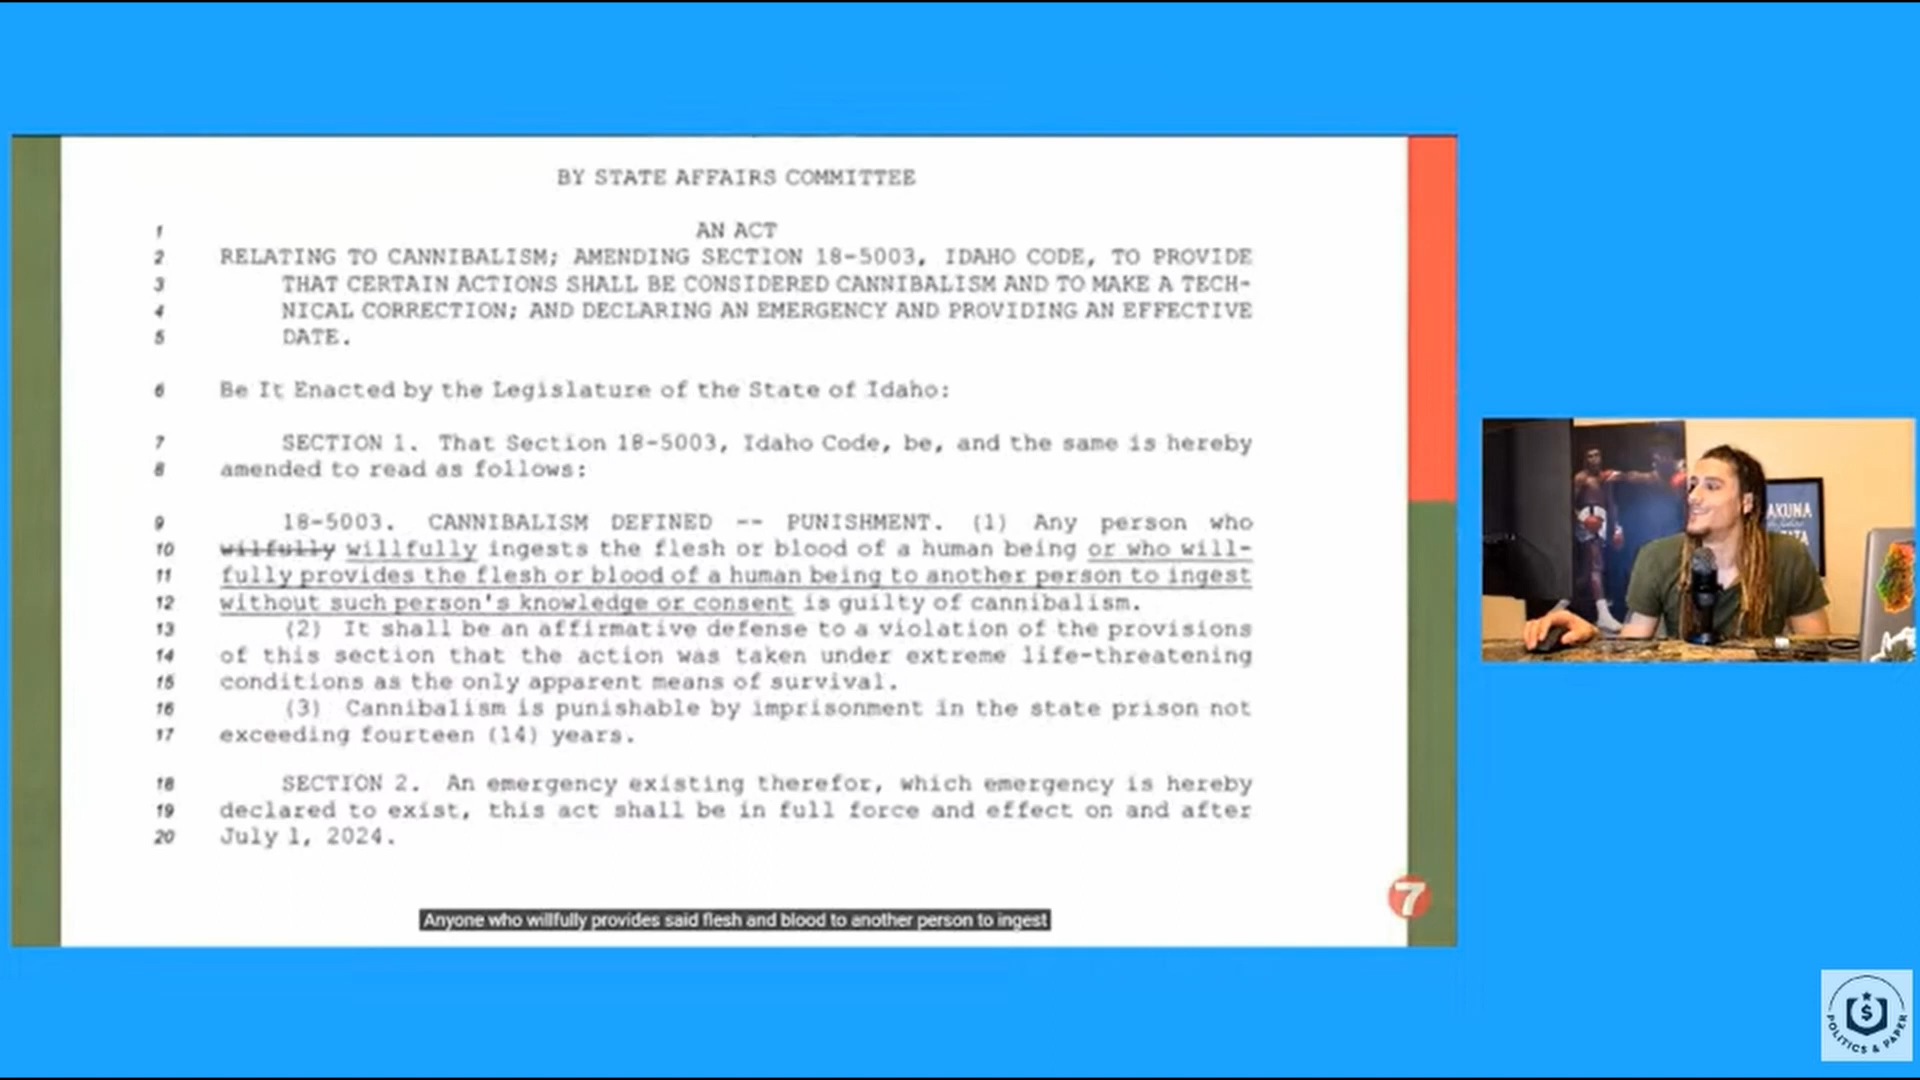 BY STATE AFFAIRS COMMITTEE
1 AN ACT
2 RELATING TO CANNIBALISM; AMENDING SECTION 18-5003, IDAHO CODE, TO PROVIDE
3 THAT CERTAIN ACTIONS SHALL BE CONSIDERED CANNIBALISM AND TO MAKE A TECH-
4 NICAL CORRECTION; AND DECLARING AN EMERGENCY AND PROVIDING AN EFFECTIVE
5 DATE.
6 Be It Enacted by the Legislature of the State of Idaho:
7 SECTION 1. That Section 18-5003, Idaho Code, be, and the same is hereby
8 amended to read as follows:
9 18-5003. CANNIBALISM DEFINED -- PUNISHMENT. (1) Any person who
10 wilfully willfully ingests the flesh or blood of a human being or who will-
11 fully provides the flesh or blood of a human being to another person to ingest
12 without such person's knowledge or consent is guilty of cannibalism.
13 (2) It shall be an affirmative defense to a violation of the provisions
14 of this section that the action was taken under extreme life-threatening
15 conditions as the only apparent means of survival.
16 (3) Cannibalism is punishable by imprisonment in the state prison not
17 exceeding fourteen (14) years.
18 SECTION 2. An emergency existing therefor, which emergency is hereby
19 declared to exist, this act shall be in full force and effect on and after
20 July 1, 2024.
7
Anyone who willfully provides said flesh and blood to another person to ingest
AKUNA
$
POLITICS & PAPER